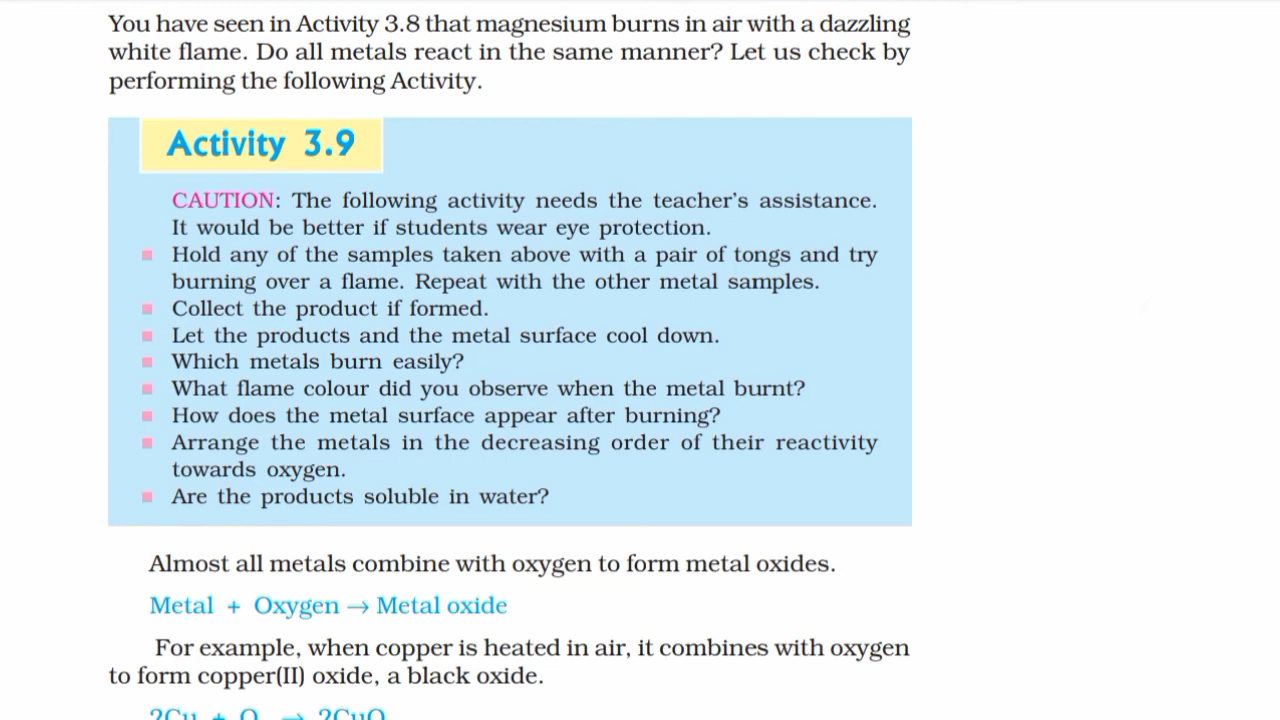 You have seen in Activity 3.8 that magnesium burns in air with a dazzling
white flame. Do all metals react in the same manner? Let us check by
performing the following Activity.
Activity 3.9
CAUTION: The following activity needs the teacher's assistance.
It would be better if students wear eye protection.
Hold any of the samples taken above with a pair of tongs and try
burning over a flame. Repeat with the other metal samples.
Collect the product if formed.
Let the products and the metal surface cool down.
Which metals burn easily?
What flame colour did you observe when the metal burnt?
How does the metal surface appear after burning?
Arrange the metals in the decreasing order of their reactivity
towards oxygen.
Are the products soluble in water?
Almost all metals combine with oxygen to form metal oxides.
Metal + Oxygen → Metal oxide
For example, when copper is heated in air, it combines with oxygen
to form copper(II) oxide, a black oxide.
2Cu + O → 2CuO